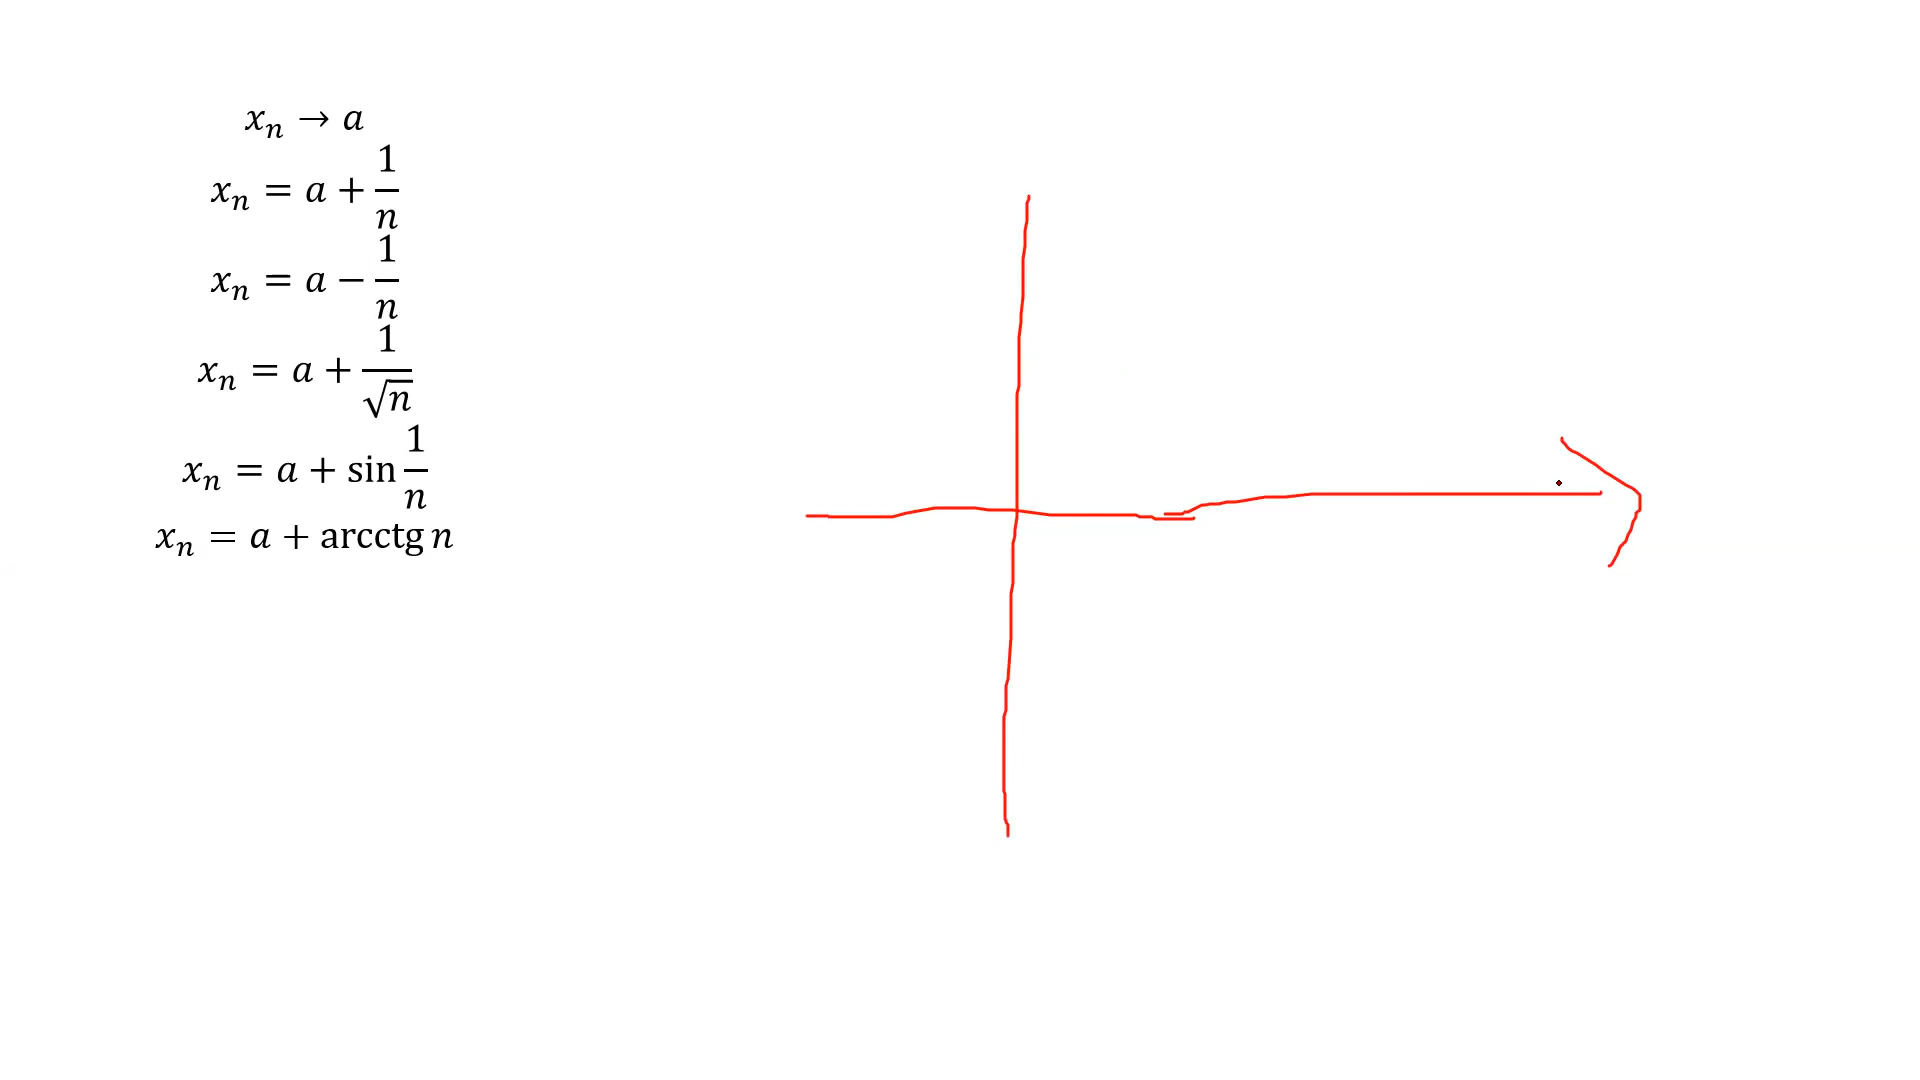 xₙ → a
xₙ = a + 1/n
xₙ = a − 1/n
xₙ = a + 1/√n
xₙ = a + sin 1/n
xₙ = a + arcctg n